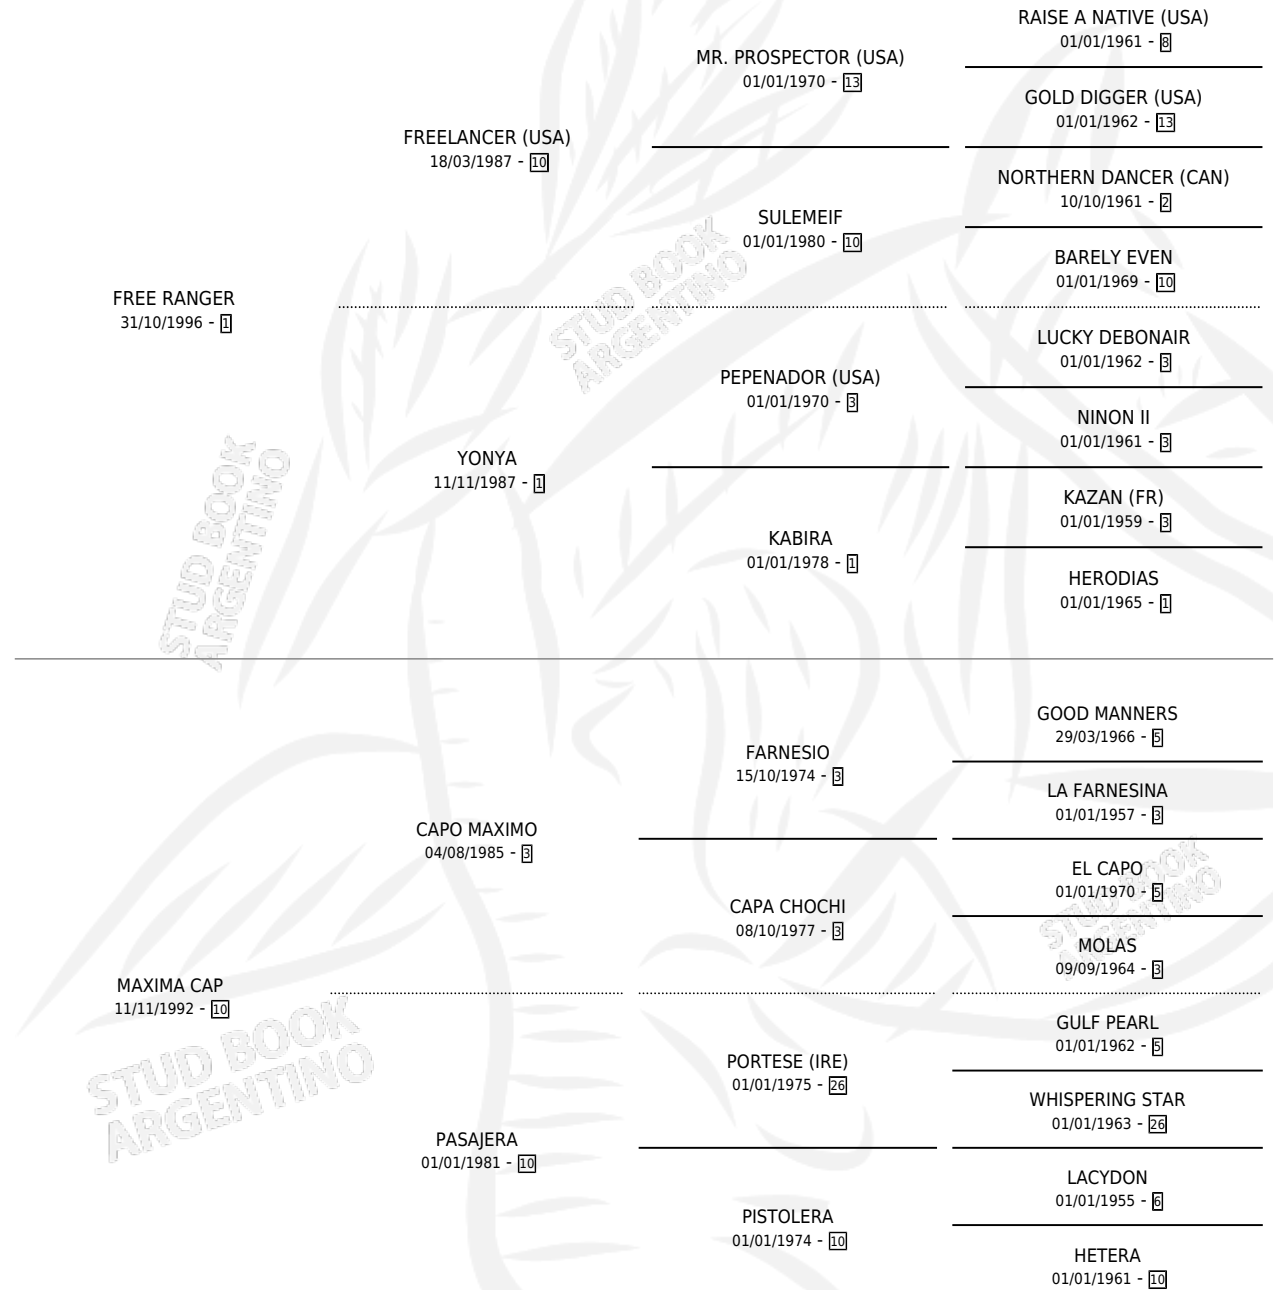 RAISE A NATIVE (USA)
01/01/1961 - 8
MR. PROSPECTOR (USA)
01/01/1970 - 13
GOLD DIGGER (USA)
01/01/1962 - 13
FREELANCER (USA)
18/03/1987 - 10
NORTHERN DANCER (CAN)
10/10/1961 - 2
SULEMEIF
01/01/1980 - 10
BARELY EVEN
01/01/1969 - 10
FREE RANGER
31/10/1996 - 1
STUD BOOK
ARGENTINO
LUCKY DEBONAIR
01/01/1962 - 3
PEPENADOR (USA)
01/01/1970 - 3
NINON II
01/01/1961 - 3
YONYA
11/11/1987 - 1
KAZAN (FR)
01/01/1959 - 3
KABIRA
01/01/1978 - 1
HERODIAS
01/01/1965 - 1
STUD BOOK
ARGENTINO
GOOD MANNERS
29/03/1966 - 5
FARNESIO
15/10/1974 - 3
LA FARNESINA
01/01/1957 - 3
CAPO MAXIMO
04/08/1985 - 3
EL CAPO
01/01/1970 - 5
CAPA CHOCHI
08/10/1977 - 3
MOLAS
09/09/1964 - 3
STUD BOOK
ARGENTINO
MAXIMA CAP
11/11/1992 - 10
GULF PEARL
01/01/1962 - 5
PORTESE (IRE)
01/01/1975 - 26
WHISPERING STAR
01/01/1963 - 26
STUD BOOK
ARGENTINO
PASAJERA
01/01/1981 - 10
LACYDON
01/01/1955 - 6
PISTOLERA
01/01/1974 - 10
HETERA
01/01/1961 - 10